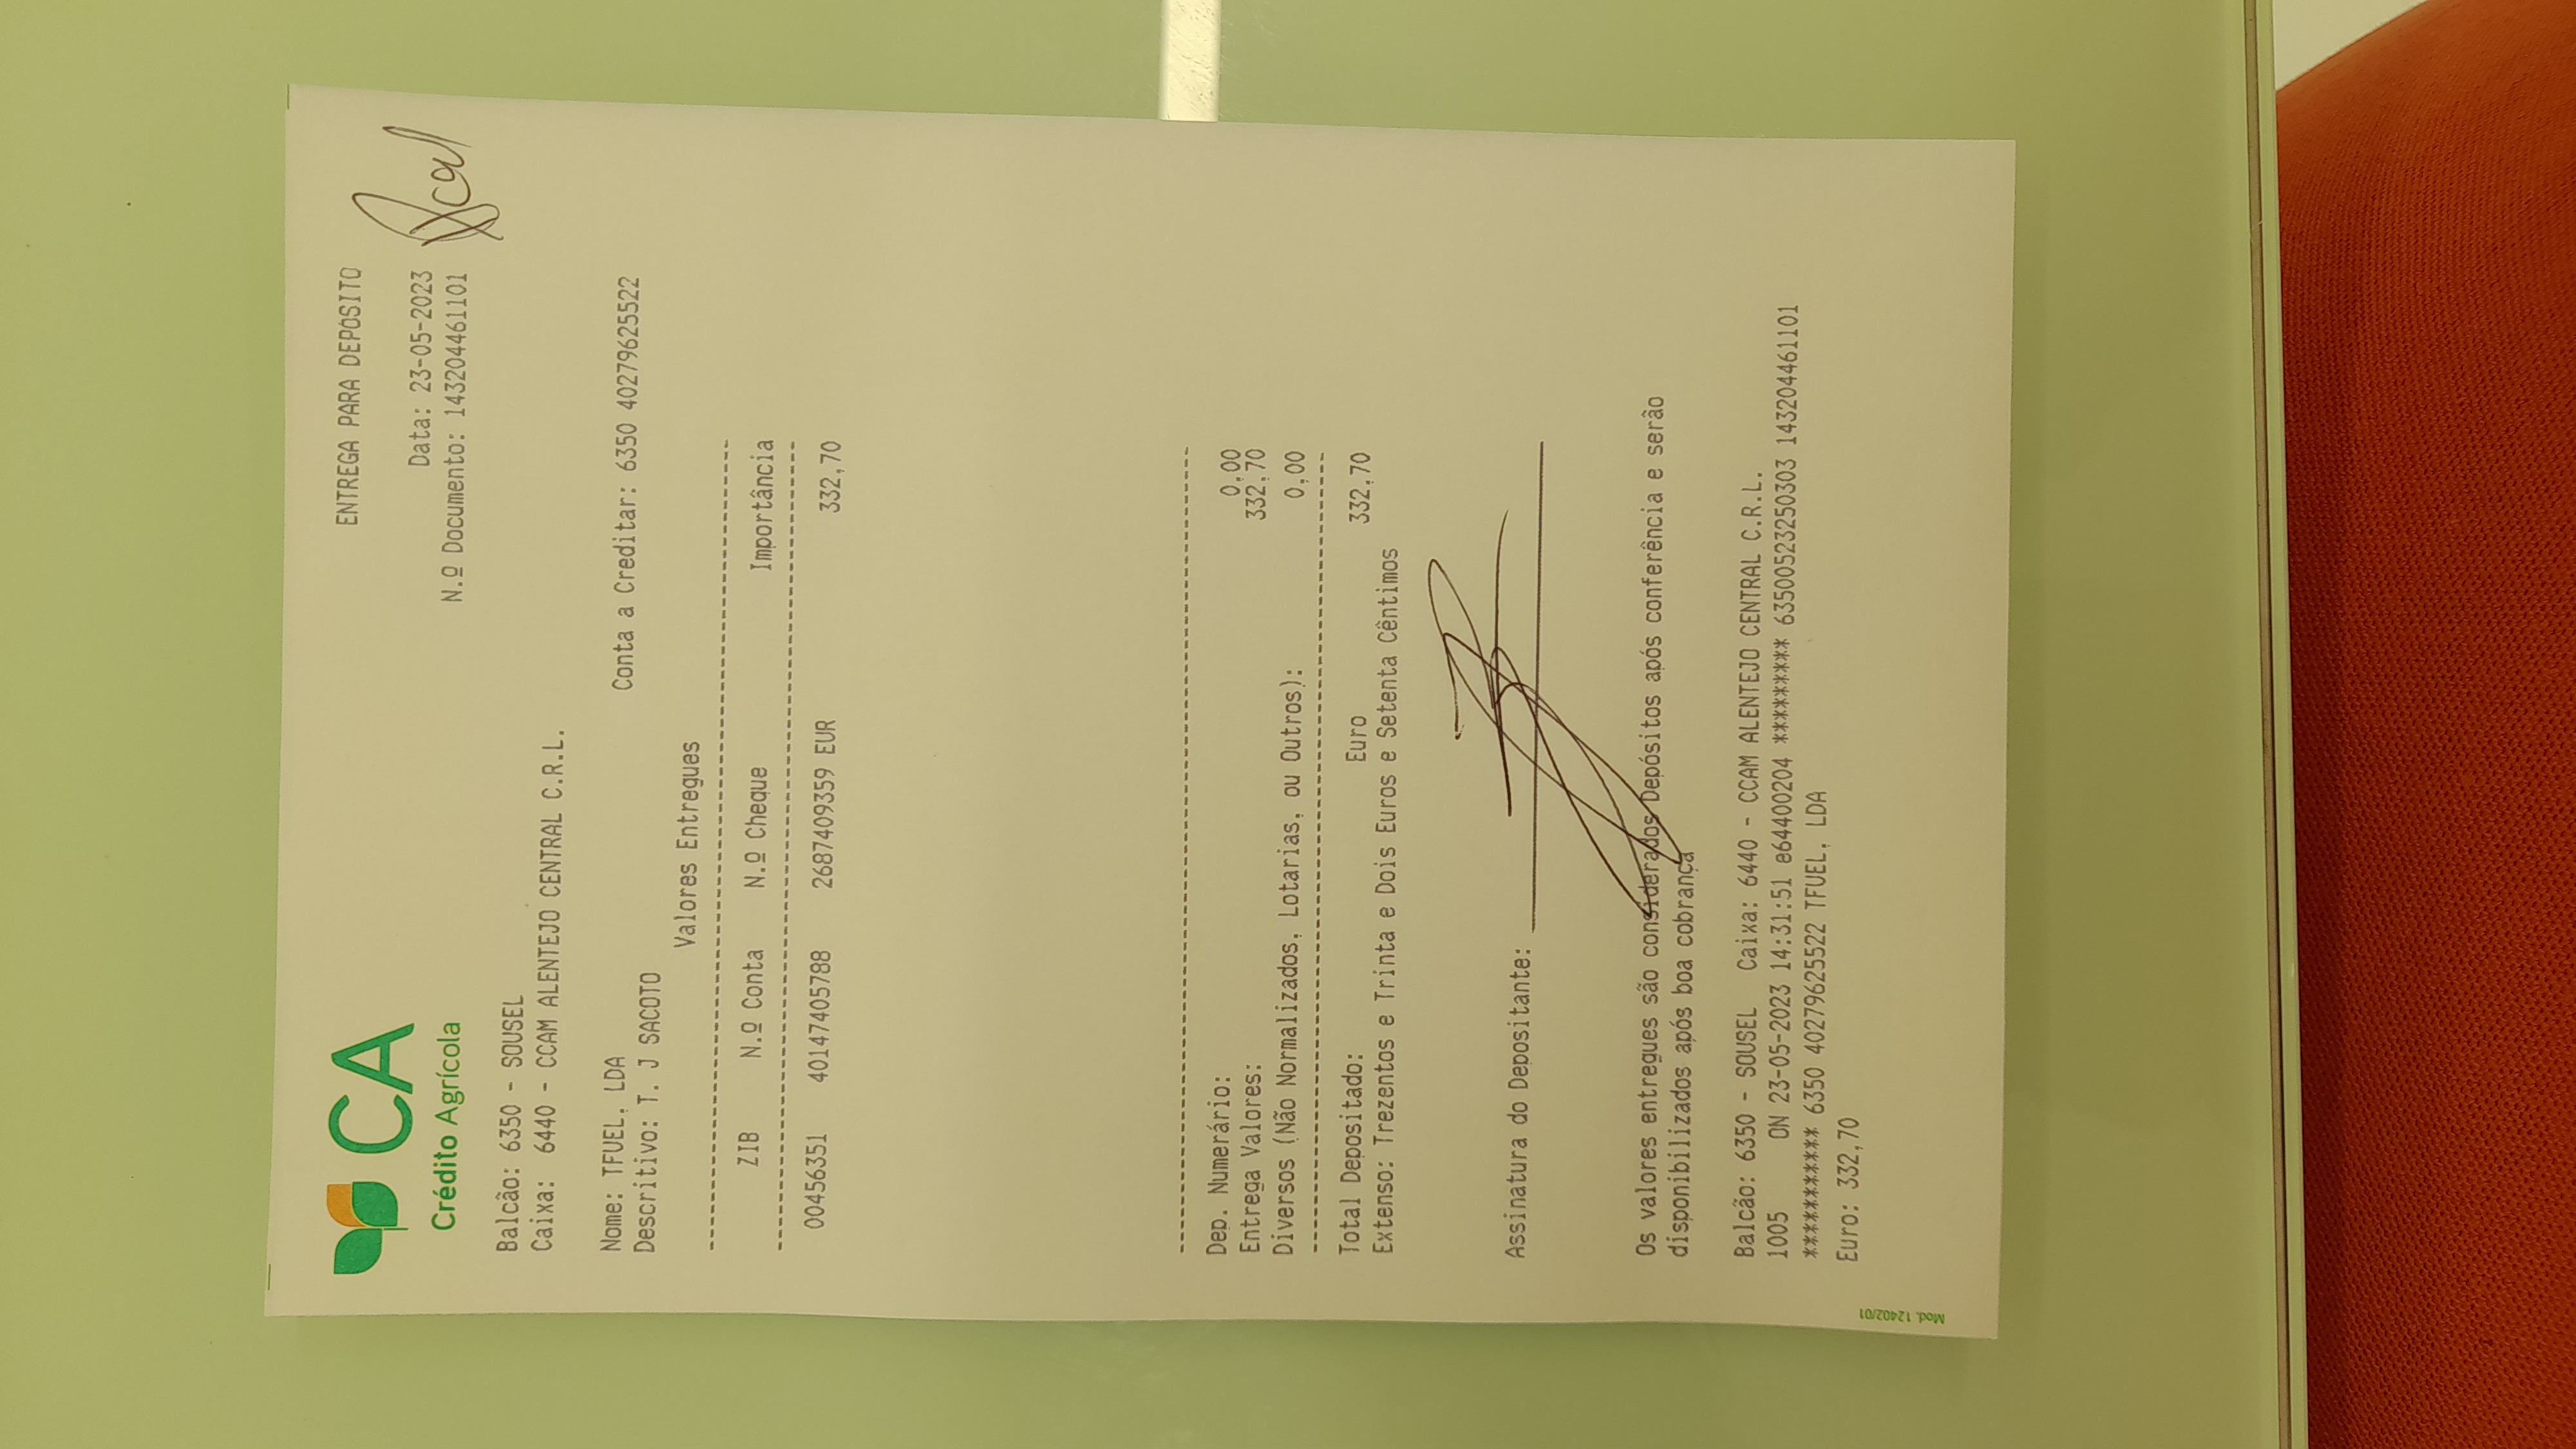 CA
Crédito Agrícola
ENTREGA PARA DEPÓSITO
Data: 23-05-2023
N.º Documento: 143204461101
Balcão: 6350 - SOUSEL
Caixa: 6440 - CCAM ALENTEJO CENTRAL C.R.L.
Nome: TFUEL, LDA Conta a Creditar: 6350 40279625522
Descritivo: T. J SACOTO
Valores Entregues
ZIB N.º Conta N.º Cheque Importância
00456351 40147405788 2687409359 EUR 332,70
Dep. Numerário: 0,00
Entrega Valores: 332,70
Diversos (Não Normalizados, Lotarias, ou Outros): 0,00
Total Depositado: Euro 332,70
Extenso: Trezentos e Trinta e Dois Euros e Setenta Cêntimos
Assinatura do Depositante:
Os valores entregues são considerados Depósitos após conferência e serão
disponibilizados após boa cobrança
Balcão: 6350 - SOUSEL Caixa: 6440 - CCAM ALENTEJO CENTRAL C.R.L.
1005 ON 23-05-2023 14:31:51 e64400204 ******** 6350052325030​3 143204461101
********** 6350 40279625522 TFUEL, LDA
Euro: 332,70
Mod. 12402/01